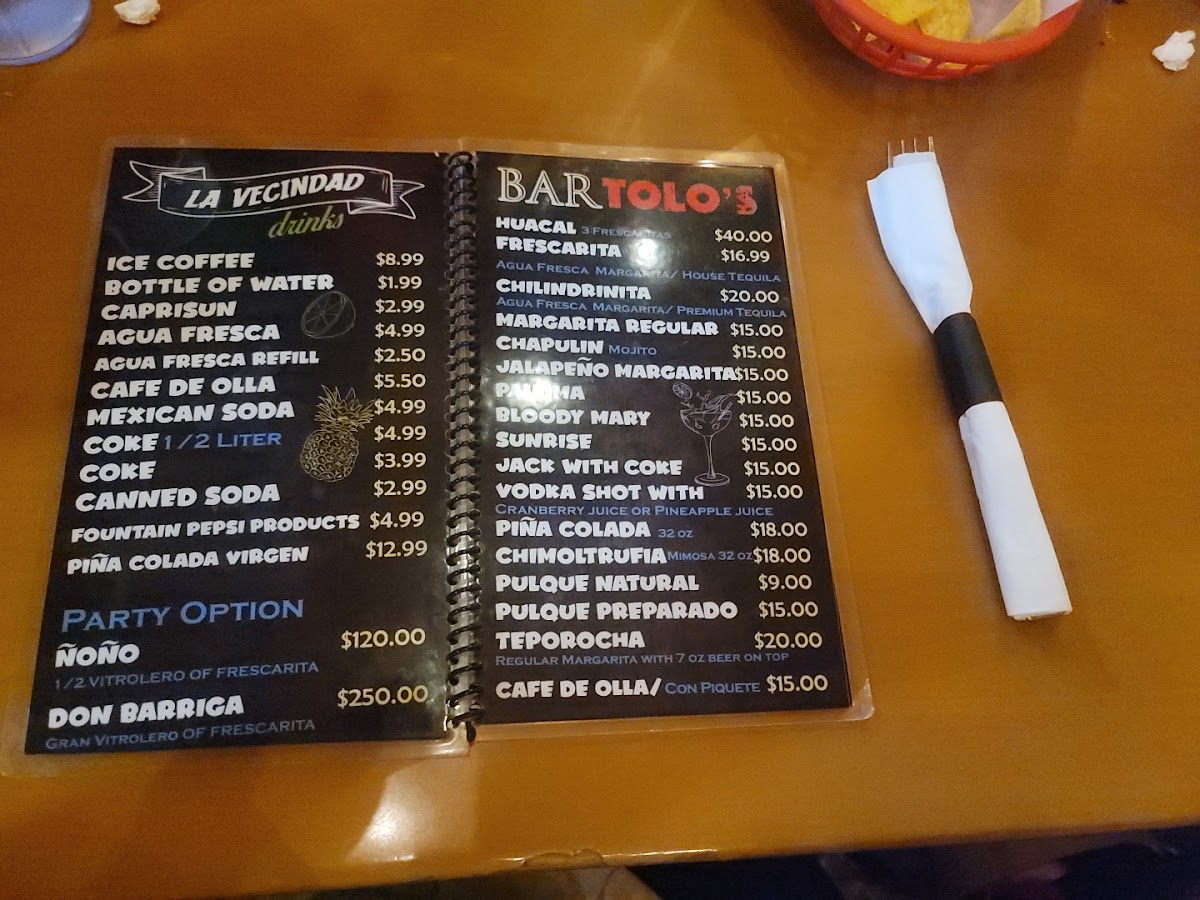 LA VECINDAD
drinks
ICE COFFEE $8.99
BOTTLE OF WATER $1.99
CAPRISUN $2.99
AGUA FRESCA $4.99
AGUA FRESCA REFILL $2.50
CAFE DE OLLA $5.50
MEXICAN SODA $4.99
COKE 1/2 LITER $4.99
COKE $3.99
CANNED SODA $2.99
FOUNTAIN PEPSI PRODUCTS $4.99
PIÑA COLADA VIRGEN $12.99
PARTY OPTION
ÑOÑO $120.00
1/2 VITROLERO OF FRESCARITA
DON BARRIGA $250.00
GRAN VITROLERO OF FRESCARITA
BARTOLO'S
HUACAL 3 FRESCARITAS $40.00
FRESCARITA $16.99
AGUA FRESCA MARGARITA/ HOUSE TEQUILA
CHILINDRINITA $20.00
AGUA FRESCA MARGARITA/ PREMIUM TEQUILA
MARGARITA REGULAR $15.00
CHAPULIN MOJITO $15.00
JALAPEÑO MARGARITA $15.00
PALOMA $15.00
BLOODY MARY $15.00
SUNRISE $15.00
JACK WITH COKE $15.00
VODKA SHOT WITH $15.00
CRANBERRY JUICE OR PINEAPPLE JUICE
PIÑA COLADA 32 OZ $18.00
CHIMOLTRUFIA MIMOSA 32 OZ $18.00
PULQUE NATURAL $9.00
PULQUE PREPARADO $15.00
TEPOROCHA $20.00
REGULAR MARGARITA WITH 7 OZ BEER ON TOP
CAFE DE OLLA/ CON PIQUETE $15.00